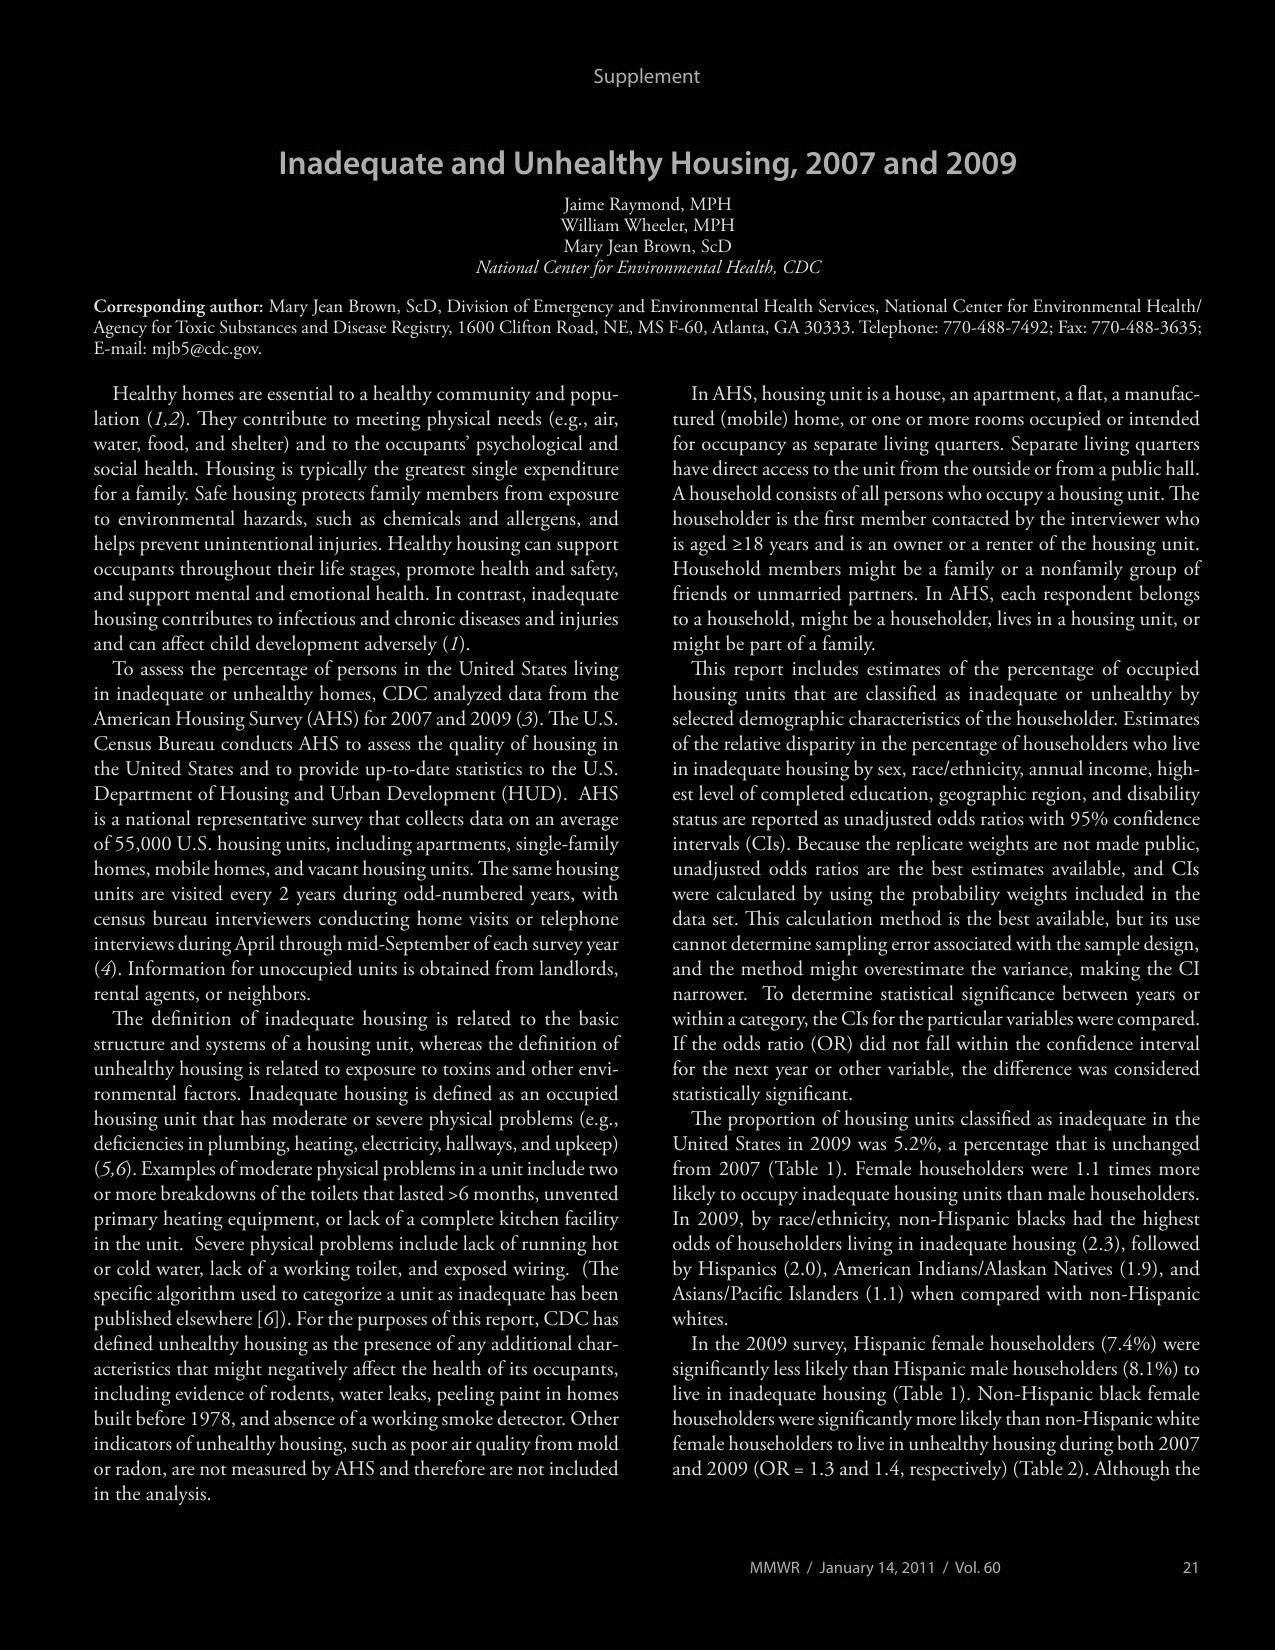 Supplement
Inadequate and Unhealthy Housing, 2007 and 2009
Jaime Raymond, MPH
William Wheeler, MPH
Mary Jean Brown, ScD
National Center for Environmental Health, CDC
Corresponding author: Mary Jean Brown, ScD, Division of Emergency and Environmental Health Services, National Center for Environmental Health/
Agency for Toxic Substances and Disease Registry, 1600 Clifton Road, NE, MS F-60, Atlanta, GA 30333. Telephone: 770-488-7492; Fax: 770-488-3635;
E-mail: mjb5@cdc.gov.
Healthy homes are essential to a healthy community and popu-
lation (1,2). They contribute to meeting physical needs (e.g., air,
water, food, and shelter) and to the occupants’ psychological and
social health. Housing is typically the greatest single expenditure
for a family. Safe housing protects family members from exposure
to environmental hazards, such as chemicals and allergens, and
helps prevent unintentional injuries. Healthy housing can support
occupants throughout their life stages, promote health and safety,
and support mental and emotional health. In contrast, inadequate
housing contributes to infectious and chronic diseases and injuries
and can affect child development adversely (1).
To assess the percentage of persons in the United States living
in inadequate or unhealthy homes, CDC analyzed data from the
American Housing Survey (AHS) for 2007 and 2009 (3). The U.S.
Census Bureau conducts AHS to assess the quality of housing in
the United States and to provide up-to-date statistics to the U.S.
Department of Housing and Urban Development (HUD). AHS
is a national representative survey that collects data on an average
of 55,000 U.S. housing units, including apartments, single-family
homes, mobile homes, and vacant housing units. The same housing
units are visited every 2 years during odd-numbered years, with
census bureau interviewers conducting home visits or telephone
interviews during April through mid-September of each survey year
(4). Information for unoccupied units is obtained from landlords,
rental agents, or neighbors.
The definition of inadequate housing is related to the basic
structure and systems of a housing unit, whereas the definition of
unhealthy housing is related to exposure to toxins and other envi-
ronmental factors. Inadequate housing is defined as an occupied
housing unit that has moderate or severe physical problems (e.g.,
deficiencies in plumbing, heating, electricity, hallways, and upkeep)
(5,6). Examples of moderate physical problems in a unit include two
or more breakdowns of the toilets that lasted >6 months, unvented
primary heating equipment, or lack of a complete kitchen facility
in the unit. Severe physical problems include lack of running hot
or cold water, lack of a working toilet, and exposed wiring. (The
specific algorithm used to categorize a unit as inadequate has been
published elsewhere [6]). For the purposes of this report, CDC has
defined unhealthy housing as the presence of any additional char-
acteristics that might negatively affect the health of its occupants,
including evidence of rodents, water leaks, peeling paint in homes
built before 1978, and absence of a working smoke detector. Other
indicators of unhealthy housing, such as poor air quality from mold
or radon, are not measured by AHS and therefore are not included
in the analysis.
In AHS, housing unit is a house, an apartment, a flat, a manufac-
tured (mobile) home, or one or more rooms occupied or intended
for occupancy as separate living quarters. Separate living quarters
have direct access to the unit from the outside or from a public hall.
A household consists of all persons who occupy a housing unit. The
householder is the first member contacted by the interviewer who
is aged ≥18 years and is an owner or a renter of the housing unit.
Household members might be a family or a nonfamily group of
friends or unmarried partners. In AHS, each respondent belongs
to a household, might be a householder, lives in a housing unit, or
might be part of a family.
This report includes estimates of the percentage of occupied
housing units that are classified as inadequate or unhealthy by
selected demographic characteristics of the householder. Estimates
of the relative disparity in the percentage of householders who live
in inadequate housing by sex, race/ethnicity, annual income, high-
est level of completed education, geographic region, and disability
status are reported as unadjusted odds ratios with 95% confidence
intervals (CIs). Because the replicate weights are not made public,
unadjusted odds ratios are the best estimates available, and CIs
were calculated by using the probability weights included in the
data set. This calculation method is the best available, but its use
cannot determine sampling error associated with the sample design,
and the method might overestimate the variance, making the CI
narrower. To determine statistical significance between years or
within a category, the CIs for the particular variables were compared.
If the odds ratio (OR) did not fall within the confidence interval
for the next year or other variable, the difference was considered
statistically significant.
The proportion of housing units classified as inadequate in the
United States in 2009 was 5.2%, a percentage that is unchanged
from 2007 (Table 1). Female householders were 1.1 times more
likely to occupy inadequate housing units than male householders.
In 2009, by race/ethnicity, non-Hispanic blacks had the highest
odds of householders living in inadequate housing (2.3), followed
by Hispanics (2.0), American Indians/Alaskan Natives (1.9), and
Asians/Pacific Islanders (1.1) when compared with non-Hispanic
whites.
In the 2009 survey, Hispanic female householders (7.4%) were
significantly less likely than Hispanic male householders (8.1%) to
live in inadequate housing (Table 1). Non-Hispanic black female
householders were significantly more likely than non-Hispanic white
female householders to live in unhealthy housing during both 2007
and 2009 (OR = 1.3 and 1.4, respectively) (Table 2). Although the
MMWR / January 14, 2011 / Vol. 60 21